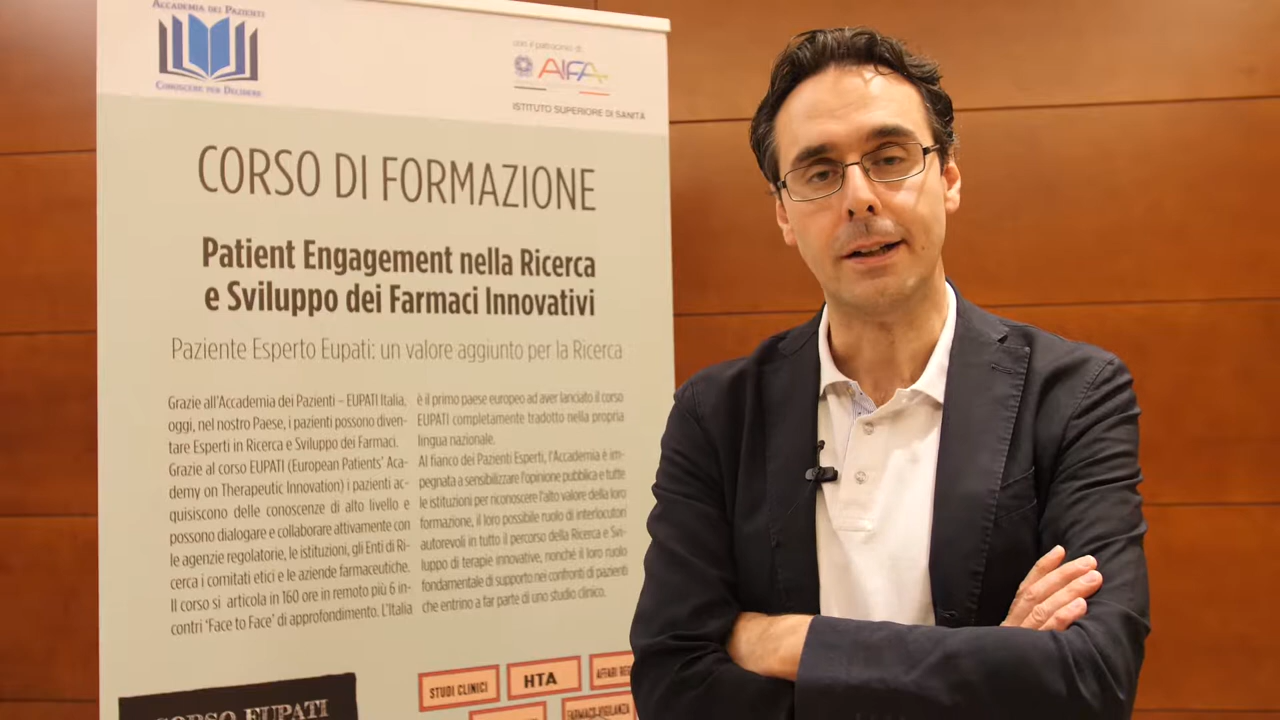 ACCADEMIA DEI PAZIENTI
CONOSCERE PER DECIDERE
con il patrocinio di:
AIFA
ISTITUTO SUPERIORE DI SANITÀ
CORSO DI FORMAZIONE
Patient Engagement nella Ricerca
e Sviluppo dei Farmaci Innovativi
Paziente Esperto Eupati: un valore aggiunto per la Ricerca
Grazie all'Accademia dei Pazienti – EUPATI Italia,
oggi, nel nostro Paese, i pazienti possono diven-
tare Esperti in Ricerca e Sviluppo dei Farmaci.
Grazie al corso EUPATI (European Patients' Aca-
demy on Therapeutic Innovation) i pazienti ac-
quisiscono delle conoscenze di alto livello e
possono dialogare e collaborare attivamente con
le agenzie regolatorie, le istituzioni, gli Enti di Ri-
cerca i comitati etici e le aziende farmaceutiche.
Il corso si articola in 160 ore in remoto più 6 in-
contri 'Face to Face' di approfondimento. L'Italia
è il primo paese europeo ad aver lanciato il corso
EUPATI completamente tradotto nella propria
lingua nazionale.
Al fianco dei Pazienti Esperti, l'Accademia è im-
pegnata a sensibilizzare l'opinione pubblica e tutte
le istituzioni per riconoscere l'alto valore della loro
formazione, il loro possibile ruolo di interlocutori
autorevoli in tutto il percorso della Ricerca e Svi-
luppo di terapie innovative, nonché il loro ruolo
fondamentale di supporto nei confronti di pazienti
che entrino a far parte di uno studio clinico.
STUDI CLINICI
HTA
AFFARI REG
FARMACO-VIGILANZA
CORSO EUPATI